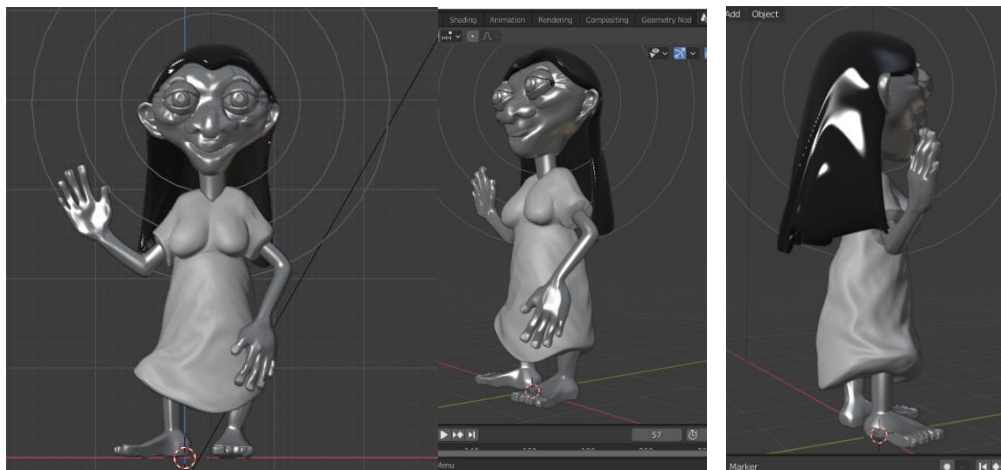 Shading Animation Rendering Compositing Geometry Nod
57
Menu
Add Object
Marker